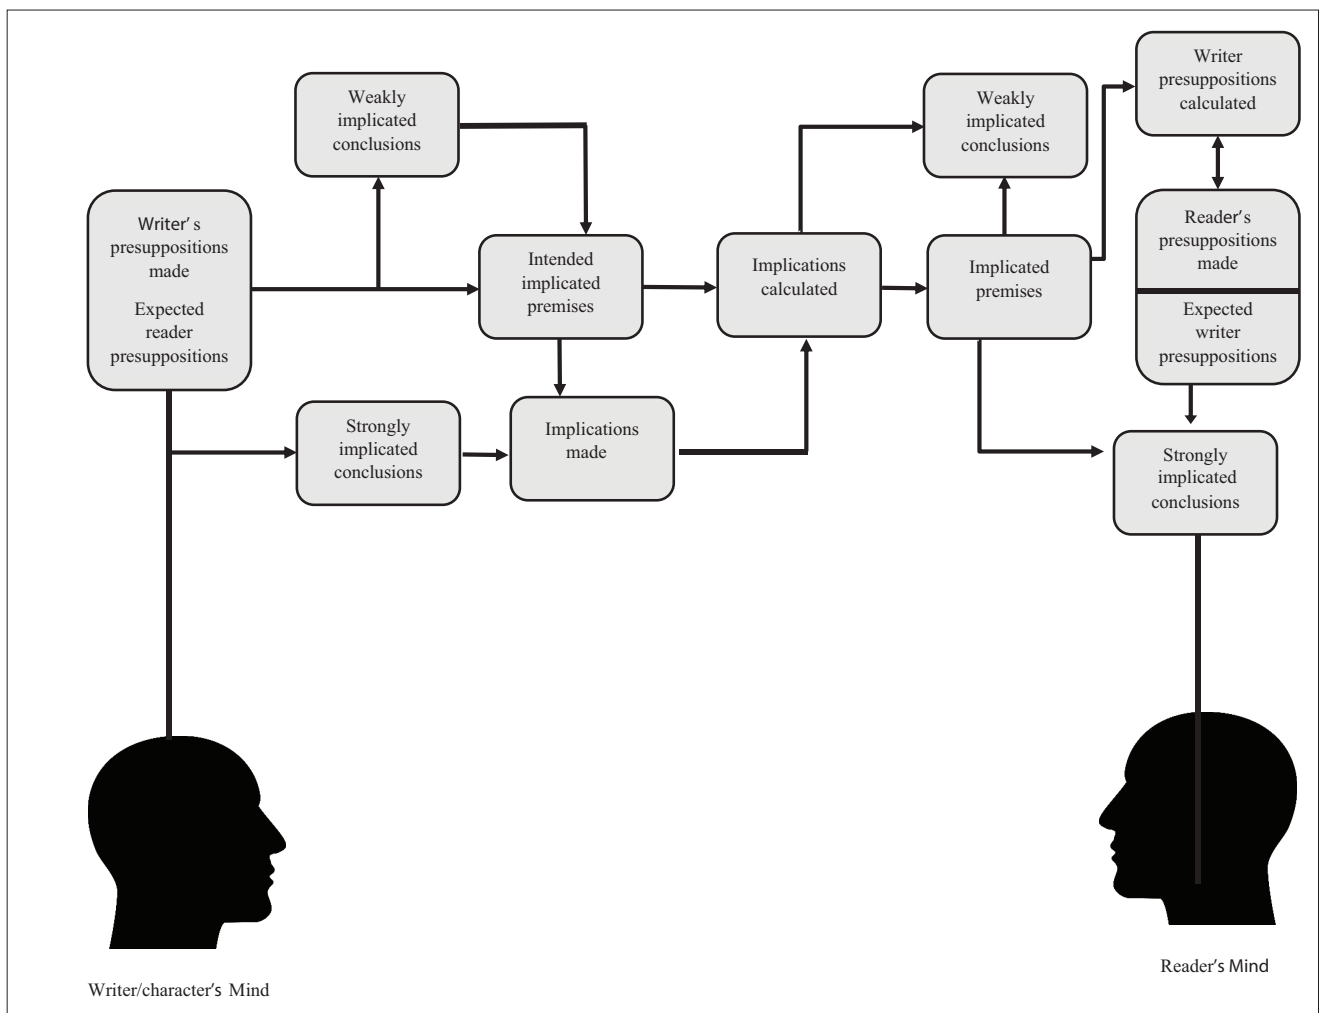 Writer's
presuppositions
made
Expected
reader
presuppositions
Weakly
implicated
conclusions
Strongly
implicated
conclusions
Intended
implicated
premises
Implications
made
Implications
calculated
Weakly
implicated
conclusions
Implicated
premises
Writer
presuppositions
calculated
Reader's
presuppositions
made
Expected
writer
presuppositions
Strongly
implicated
conclusions
Writer/character's Mind
Reader's Mind